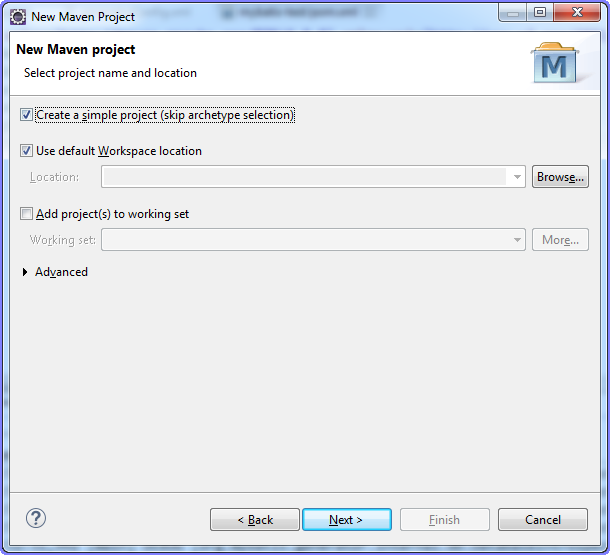 New Maven Project
New Maven project
Select project name and location
M
Create a simple project (skip archetype selection)
Use default Workspace location
Location:
Browse...
Add project(s) to working set
Working set:
More...
Advanced
?
< Back
Next >
Finish
Cancel